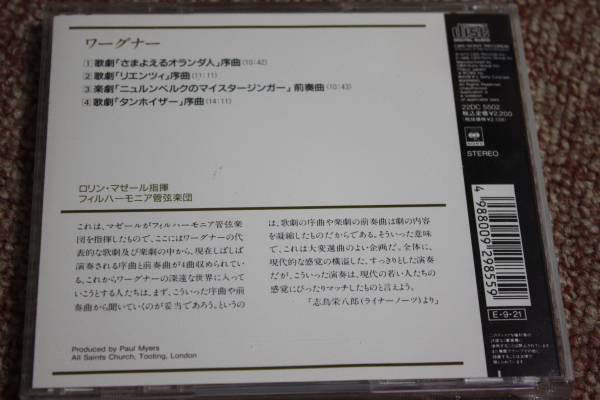 ワーグナー
1 歌劇「さまよえるオランダ人」序曲(10:42)
2 歌劇「リエンツィ」序曲(11:11)
3 楽劇「ニュルンベルクのマイスタージンガー」前奏曲(10:43)
4 歌劇「タンホイザー」序曲(14:11)
ロリン・マゼール指揮
フィルハーモニア管弦楽団
これは、マゼールがフィルハーモニア管弦楽
団を指揮したもので、ここにはワーグナーの代
表的な歌劇及び楽劇の中から、現在しばしば
演奏される序曲と前奏曲が4曲収められてい
る。これからワーグナーの深遠な世界に入って
いこうとする人たちは、まず、こういった序曲や前
奏曲から聞いていくのが妥当であろう。というの
は、歌劇の序曲や楽劇の前奏曲は劇の内容
を凝縮したものだからである。そういった意味
で、これは大変選曲のよい企画だ。全体に、
現代的な感覚の横溢した、すっきりとした演奏
だが、こういった演奏は、現代の若い人たちの
感覚にぴったりマッチしたものと言えよう。
「志鳥栄八郎(ライナーノーツ)より」
Produced by Paul Myers
All Saints Church, Tooting, London
COMPACT
disc
DIGITAL AUDIO
22DC 5502
税込定価¥2,200
STEREO
4988009298559
E・9・21